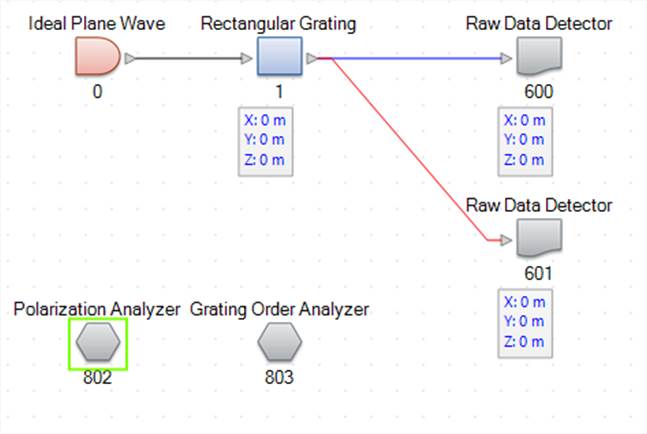 Ideal Plane Wave
Rectangular Grating
Raw Data Detector
0
1
600
X: 0 m
Y: 0 m
Z: 0 m
X: 0 m
Y: 0 m
Z: 0 m
Raw Data Detector
601
X: 0 m
Y: 0 m
Z: 0 m
Polarization Analyzer
Grating Order Analyzer
802
803